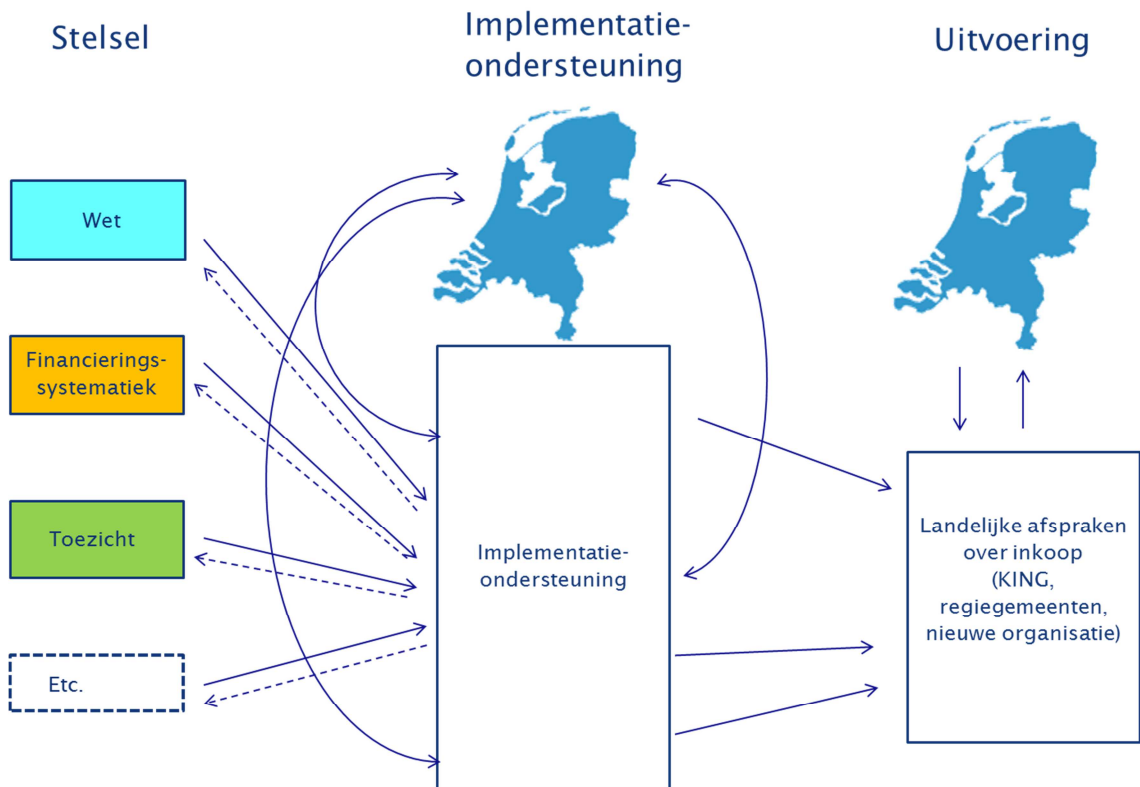 Stelsel
Implementatie-
ondersteuning
Uitvoering
Wet
Financierings-
systematiek
Toezicht
Etc.
Implementatie-
ondersteuning
Landelijke afspraken
over inkoop
(KING,
regiegemeenten,
nieuwe organisatie)